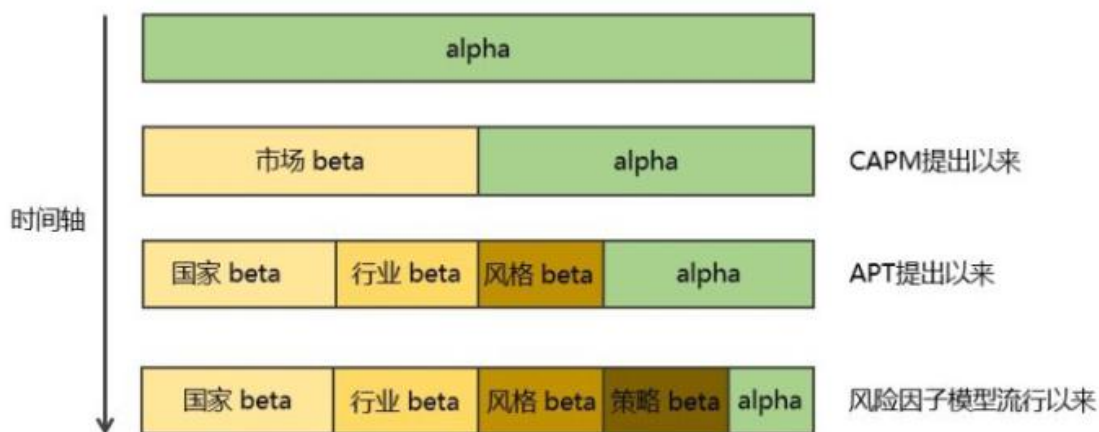 alpha
市场 beta
alpha
CAPM提出以来
时间轴
国家 beta
行业 beta
风格 beta
alpha
APT提出以来
国家 beta
行业 beta
风格 beta
策略 beta
alpha
风险因子模型流行以来